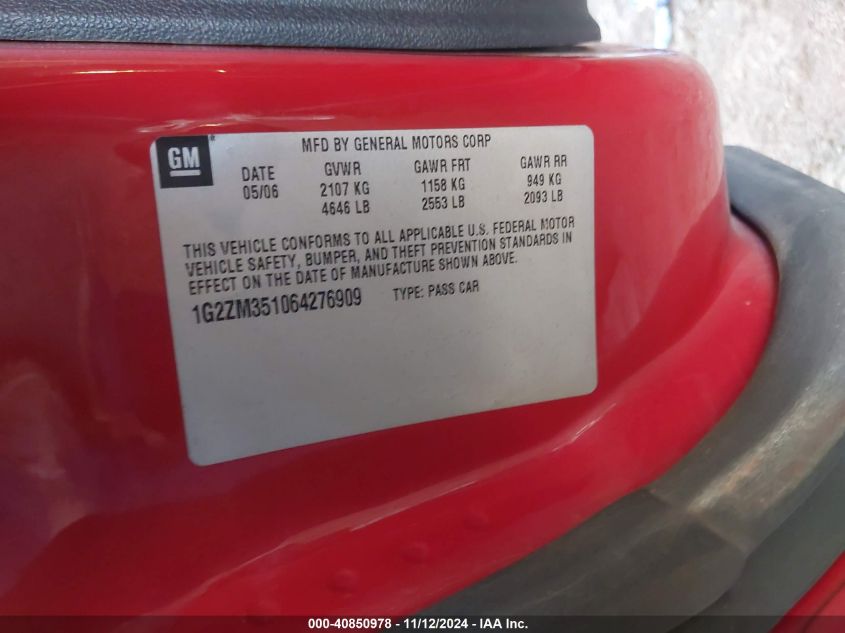 GM
MFD BY GENERAL MOTORS CORP
DATE GVWR GAWR FRT GAWR RR
05/06 2107 KG 1158 KG 949 KG
4646 LB 2553 LB 2093 LB
THIS VEHICLE CONFORMS TO ALL APPLICABLE U.S. FEDERAL MOTOR
VEHICLE SAFETY, BUMPER, AND THEFT PREVENTION STANDARDS IN
EFFECT ON THE DATE OF MANUFACTURE SHOWN ABOVE.
1G2ZM351064276909 TYPE: PASS CAR
000-40850978 - 11/12/2024 - IAA Inc.